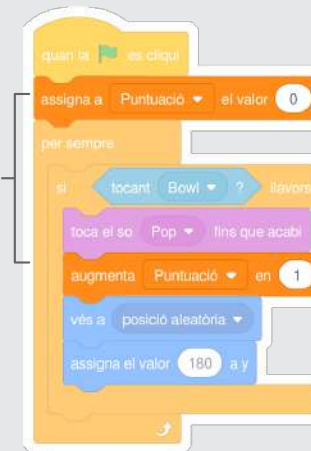 quan la es cliqui
assigna a Puntuació el valor 0
per sempre
si tocant Bowl ? llavors
toca el so Pop fins que acabi
augmenta Puntuació en 1
vés a posició aleatòria
assigna el valor 180 a y